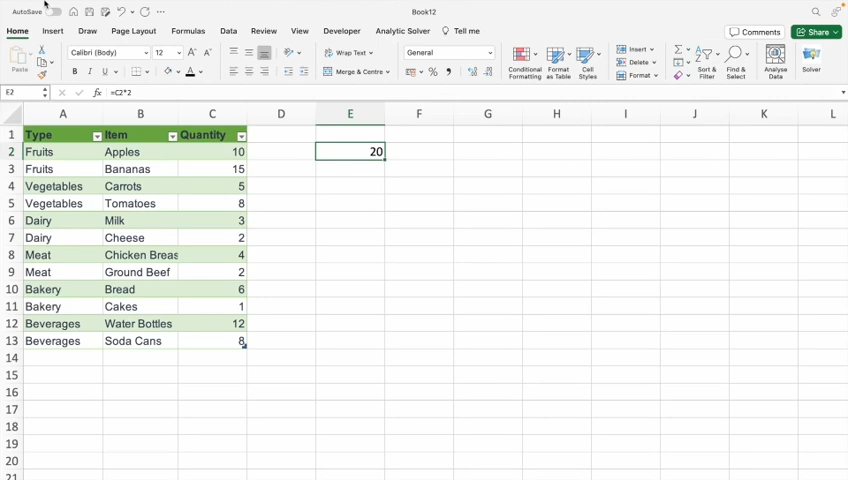 AutoSave Book12
Home Insert Draw Page Layout Formulas Data Review View Developer Analytic Solver Tell me Comments Share
Paste Calibri (Body) 12 A^ A˅ Wrap Text General Conditional Formatting Format as Table Cell Styles Insert Sort & Filter Find & Select Analyse Data Solver
B I U A Merge & Centre % Delete Format
E2 fx =C2*2
A B C D E F G H I J K L
1 Type Item Quantity
2 Fruits Apples 10 20
3 Fruits Bananas 15
4 Vegetables Carrots 5
5 Vegetables Tomatoes 8
6 Dairy Milk 3
7 Dairy Cheese 2
8 Meat Chicken Breas 4
9 Meat Ground Beef 2
10 Bakery Bread 6
11 Bakery Cakes 1
12 Beverages Water Bottles 12
13 Beverages Soda Cans 8
14
15
16
17
18
19
20
21